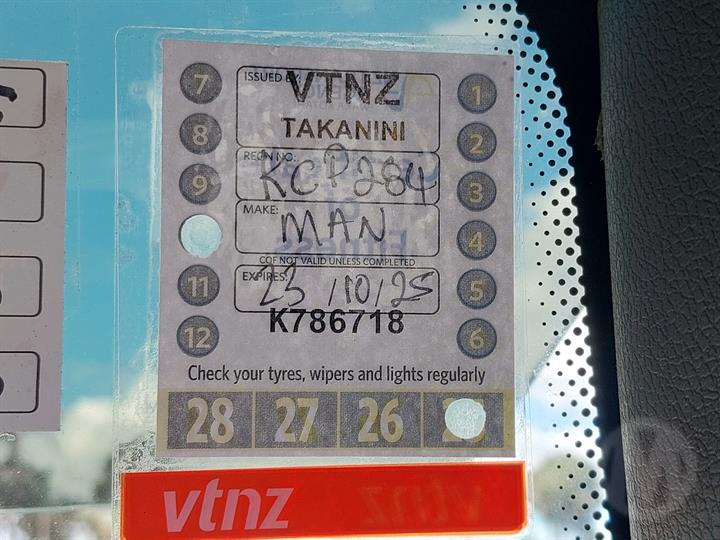 ISSUED BY: VTNZ
TAKANINI
REGN NO: KCP284
MAKE: MAN
COF NOT VALID UNLESS COMPLETED
EXPIRES: 23/10/25
K786718
7
8
9
11
12
1
2
3
4
5
6
Check your tyres, wipers and lights regularly
28 27 26
vtnz